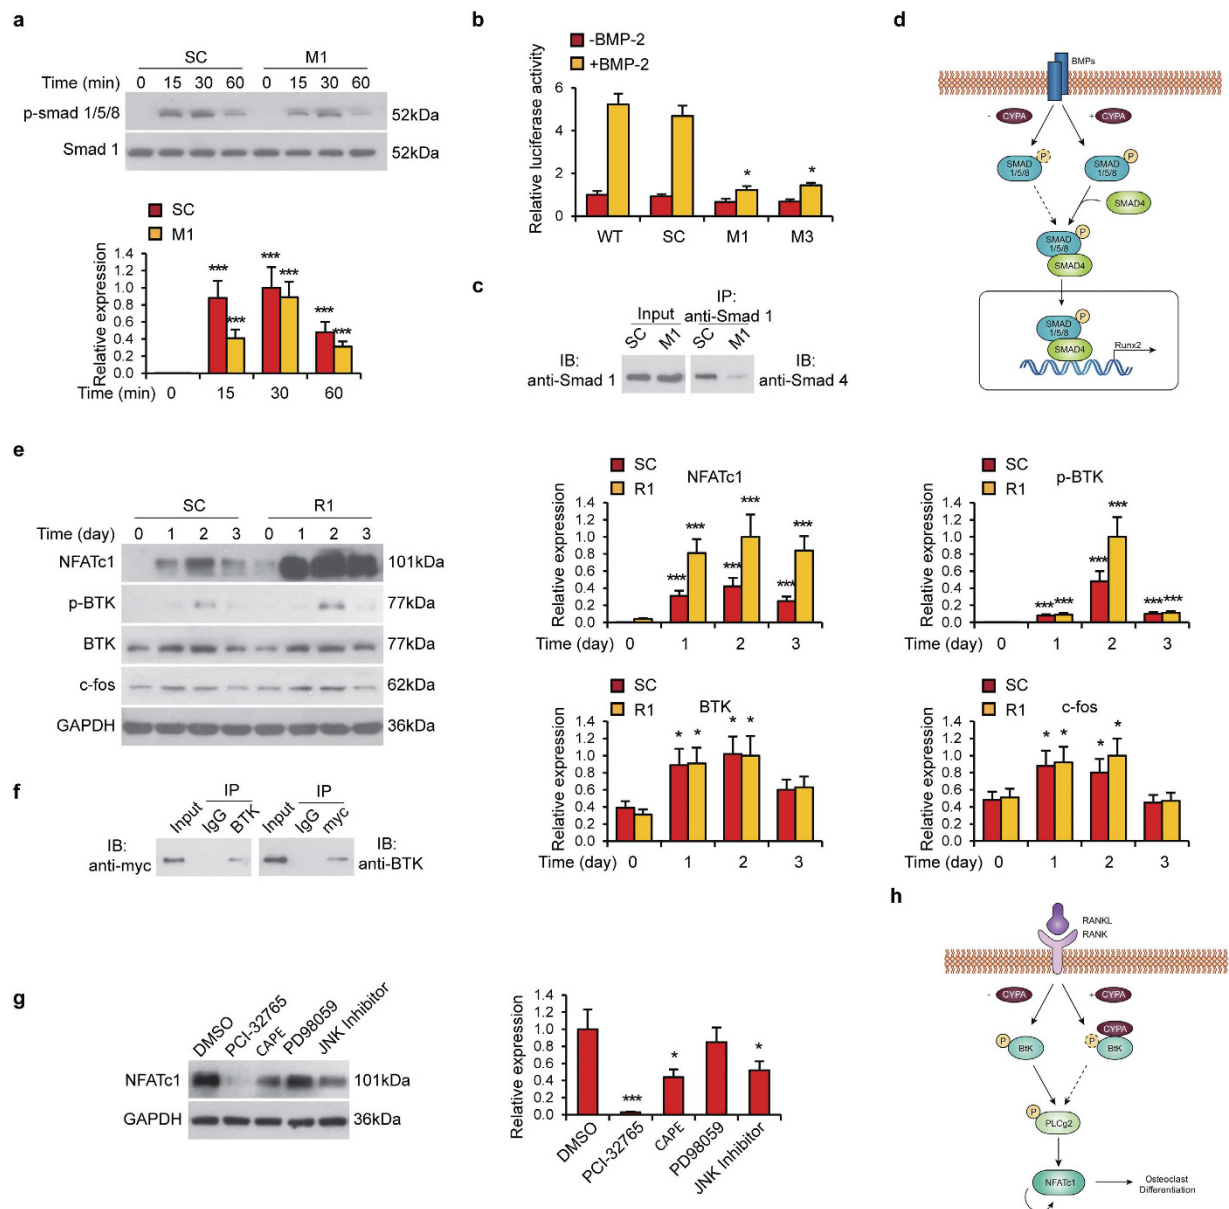 a
SC M1
Time (min) 0 15 30 60 0 15 30 60
p-smad 1/5/8 52kDa
Smad 1 52kDa
SC
M1
Relative expression
1.4
1.2
1.0
0.8
0.6
0.4
0.2
0.0
*** *** *** *** *** ***
Time (min) 0 15 30 60
b
-BMP-2
+BMP-2
Relative luciferase activity
6
4
2
0
* *
WT SC M1 M3
c
IP:
Input anti-Smad 1
SC M1 SC M1
IB:
anti-Smad 1
IB:
anti-Smad 4
d
BMPs
- CYPA + CYPA
P P
SMAD
1/5/8
SMAD
1/5/8
SMAD4
P
SMAD
1/5/8
SMAD4
P
SMAD
1/5/8
SMAD4
Runx2
e
SC R1
Time (day) 0 1 2 3 0 1 2 3
NFATc1 101kDa
p-BTK 77kDa
BTK 77kDa
c-fos 62kDa
GAPDH 36kDa
SC
R1
NFATc1
Relative expression
1.4
1.2
1.0
0.8
0.6
0.4
0.2
0.0
*** *** *** *** *** ***
Time (day) 0 1 2 3
SC
R1
p-BTK
Relative expression
1.4
1.2
1.0
0.8
0.6
0.4
0.2
0.0
*** *** *** *** *** ***
Time (day) 0 1 2 3
SC
R1
BTK
Relative expression
1.4
1.2
1.0
0.8
0.6
0.4
0.2
0.0
* * * *
Time (day) 0 1 2 3
SC
R1
c-fos
Relative expression
1.4
1.2
1.0
0.8
0.6
0.4
0.2
0.0
* * * *
Time (day) 0 1 2 3
f
IP IP
Input IgG BTK Input IgG myc
IB:
anti-myc
IB:
anti-BTK
g
DMSO PCI-32765 CAPE PD98059 JNK Inhibitor
NFATc1 101kDa
GAPDH 36kDa
Relative expression
1.4
1.2
1.0
0.8
0.6
0.4
0.2
0.0
*** * *
DMSO PCI-32765 CAPE PD98059 JNK Inhibitor
h
RANKL
RANK
- CYPA + CYPA
P BtK
CYPA
P BtK
P
PLCg2
NFATc1
Osteoclast
Differentiation